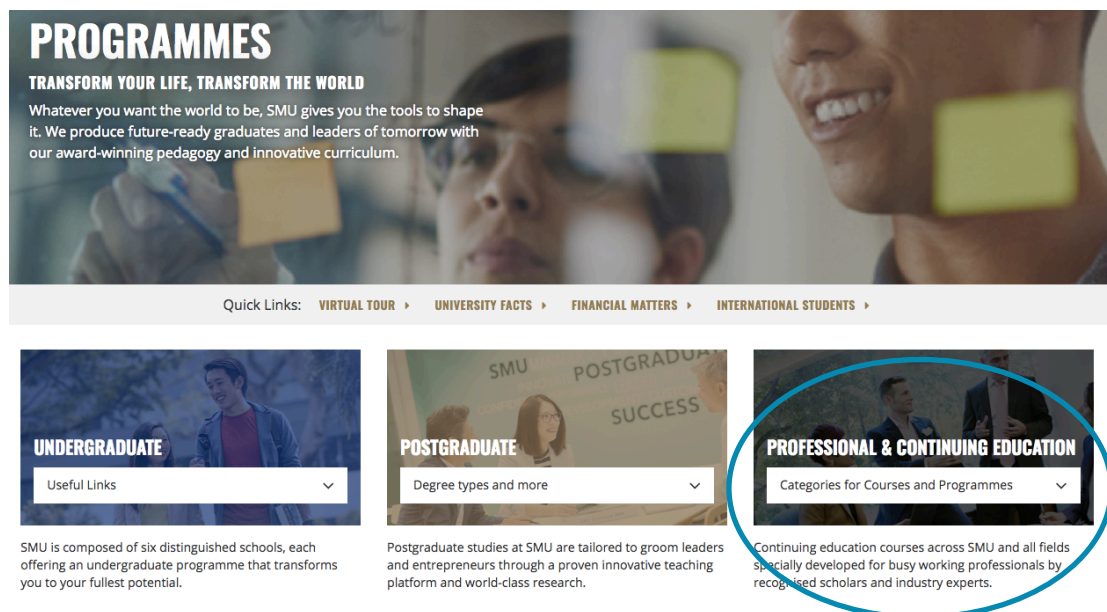 PROGRAMMES
TRANSFORM YOUR LIFE, TRANSFORM THE WORLD
Whatever you want the world to be, SMU gives you the tools to shape
it. We produce future-ready graduates and leaders of tomorrow with
our award-winning pedagogy and innovative curriculum.
Quick Links: VIRTUAL TOUR UNIVERSITY FACTS FINANCIAL MATTERS INTERNATIONAL STUDENTS
UNDERGRADUATE
Useful Links
SMU is composed of six distinguished schools, each
offering an undergraduate programme that transforms
you to your fullest potential.
SMU POSTGRADUAT
SUCCESS
POSTGRADUATE
Degree types and more
Postgraduate studies at SMU are tailored to groom leaders
and entrepreneurs through a proven innovative teaching
platform and world-class research.
PROFESSIONAL & CONTINUING EDUCATION
Categories for Courses and Programmes
Continuing education courses across SMU and all fields
specially developed for busy working professionals by
recognised scholars and industry experts.